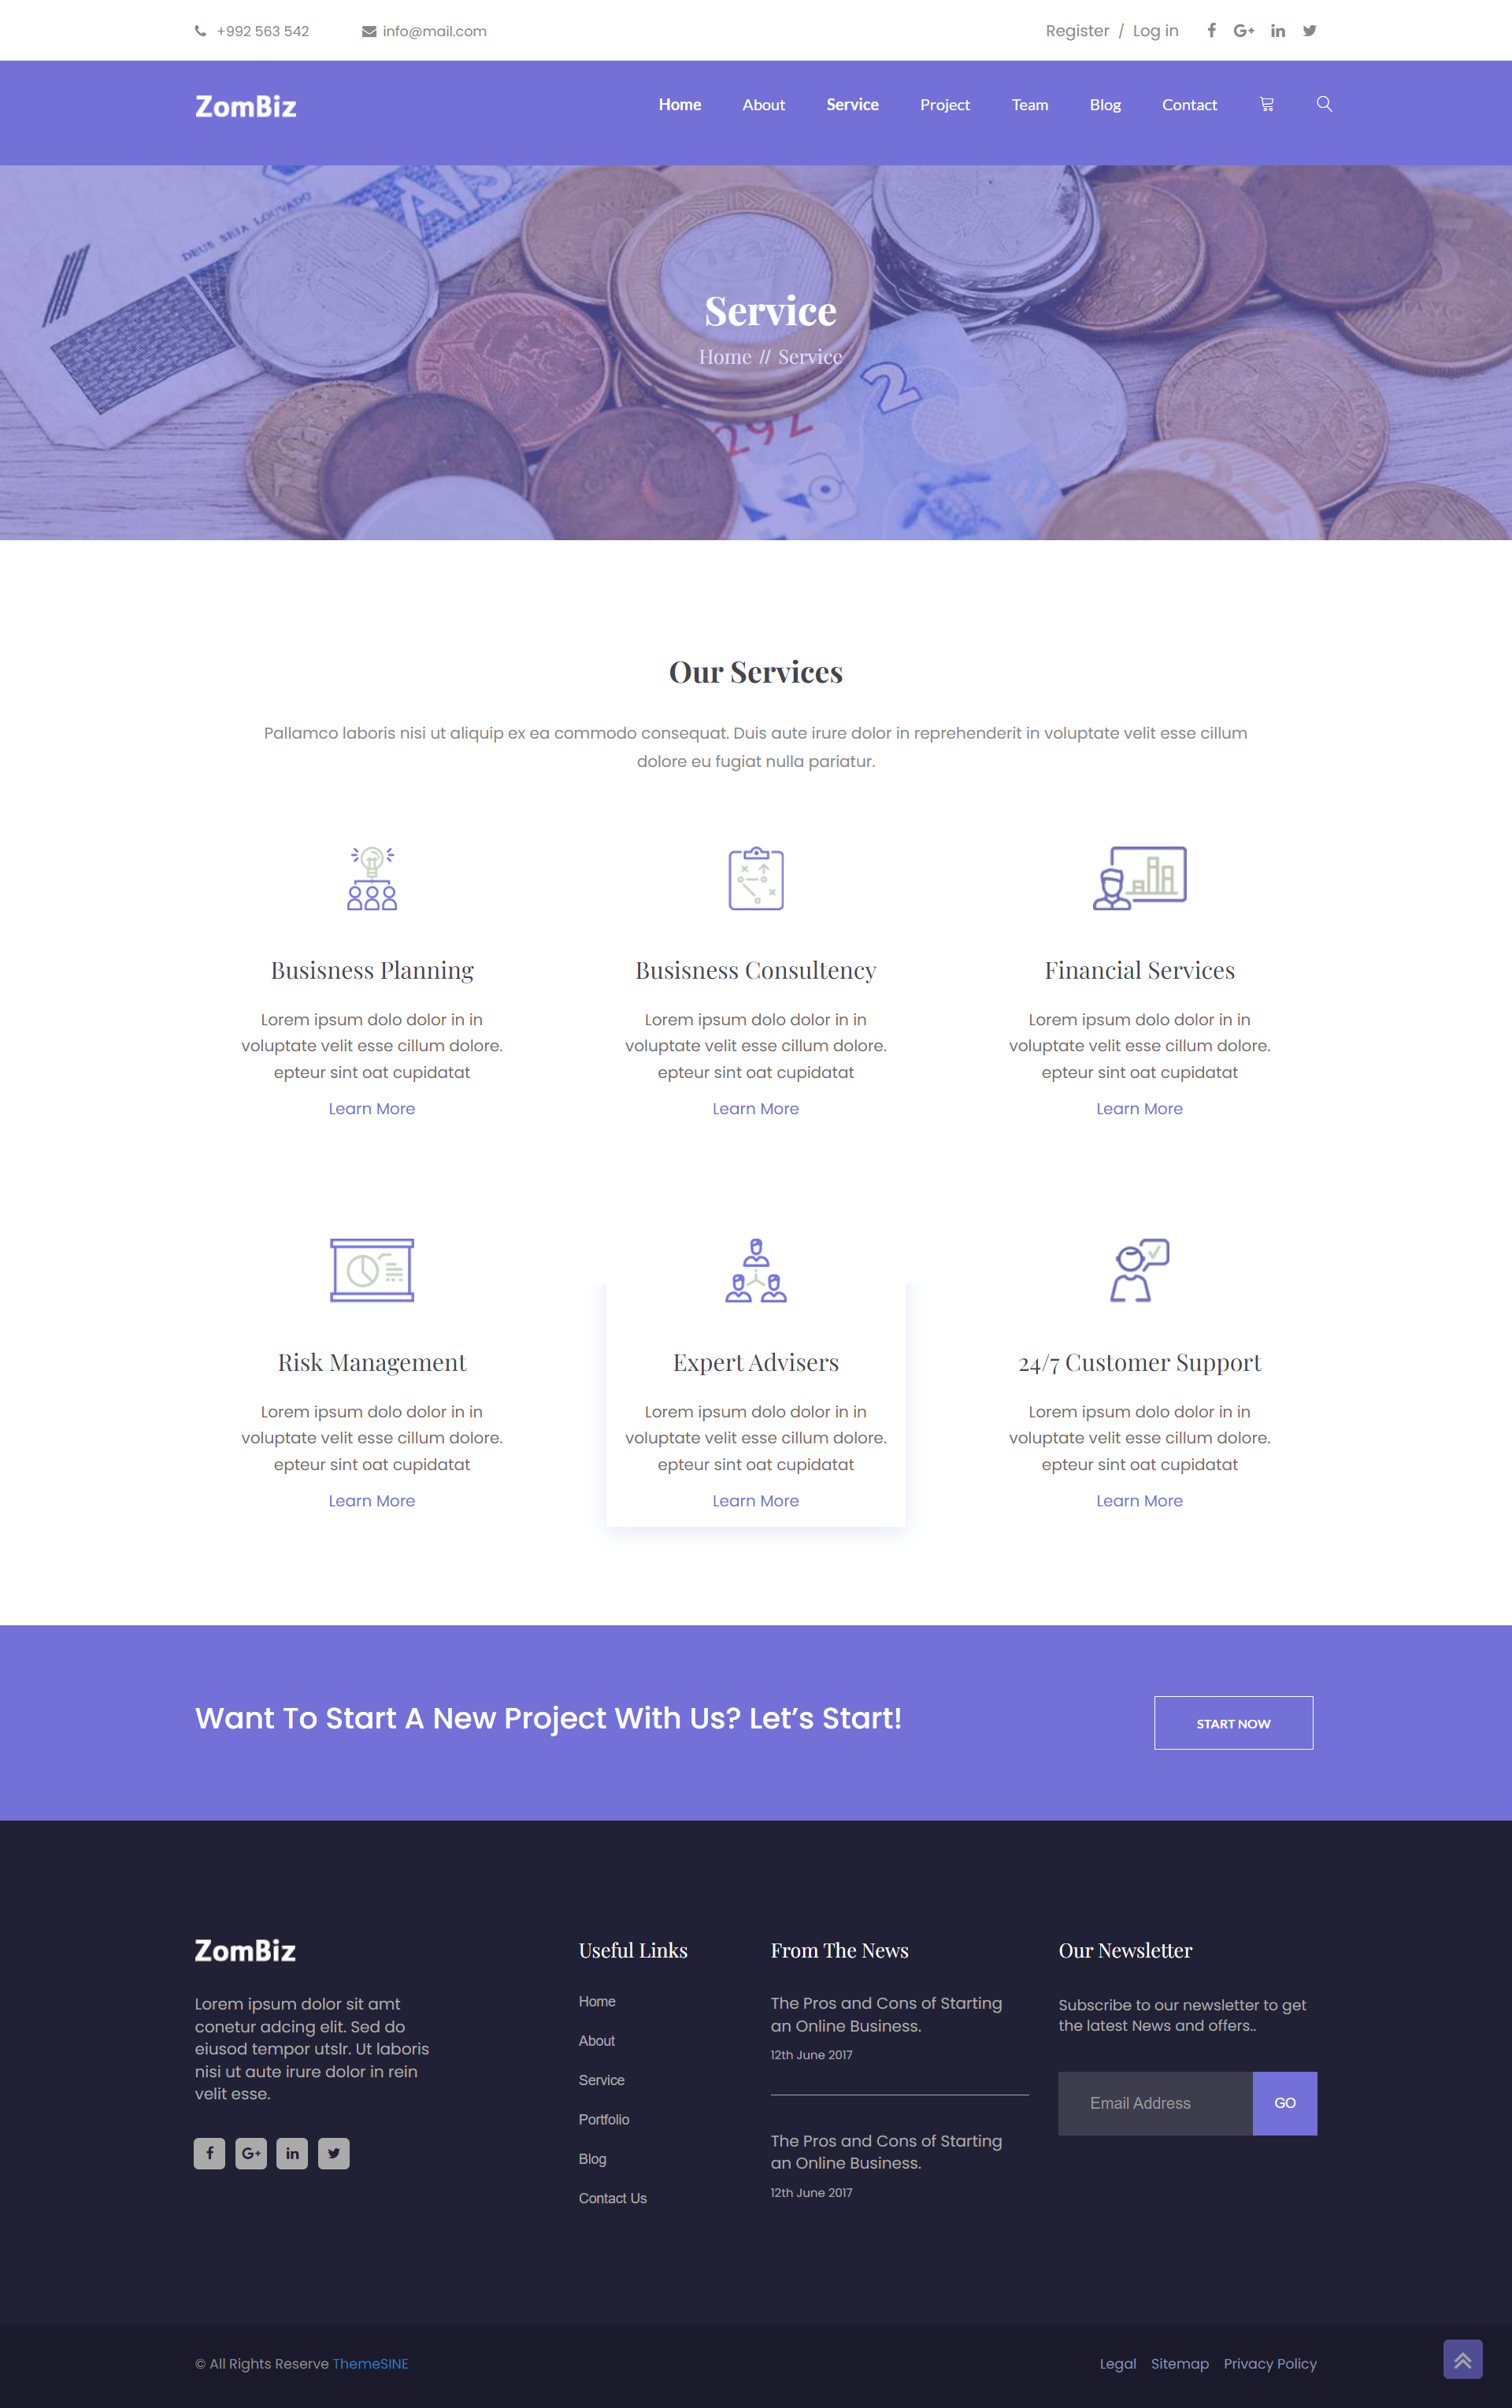 +992 563 542
info@mail.com
Register / Log in
ZomBiz
Home
About
Service
Project
Team
Blog
Contact
DEUS SEJA LOUVADO
Service
Home // Service
2
Our Services
Pallamco laboris nisi ut aliquip ex ea commodo consequat. Duis aute irure dolor in reprehenderit in voluptate velit esse cillum
dolore eu fugiat nulla pariatur.
Busisness Planning
Lorem ipsum dolo dolor in in
voluptate velit esse cillum dolore.
epteur sint oat cupidatat
Learn More
Busisness Consultency
Lorem ipsum dolo dolor in in
voluptate velit esse cillum dolore.
epteur sint oat cupidatat
Learn More
Financial Services
Lorem ipsum dolo dolor in in
voluptate velit esse cillum dolore.
epteur sint oat cupidatat
Learn More
Risk Management
Lorem ipsum dolo dolor in in
voluptate velit esse cillum dolore.
epteur sint oat cupidatat
Learn More
Expert Advisers
Lorem ipsum dolo dolor in in
voluptate velit esse cillum dolore.
epteur sint oat cupidatat
Learn More
24/7 Customer Support
Lorem ipsum dolo dolor in in
voluptate velit esse cillum dolore.
epteur sint oat cupidatat
Learn More
Want To Start A New Project With Us? Let’s Start!
START NOW
ZomBiz
Lorem ipsum dolor sit amt
conetur adcing elit. Sed do
eiusod tempor utslr. Ut laboris
nisi ut aute irure dolor in rein
velit esse.
Useful Links
Home
About
Service
Portfolio
Blog
Contact Us
From The News
The Pros and Cons of Starting
an Online Business.
12th June 2017
The Pros and Cons of Starting
an Online Business.
12th June 2017
Our Newsletter
Subscribe to our newsletter to get
the latest News and offers..
Email Address
GO
© All Rights Reserve ThemeSINE
Legal
Sitemap
Privacy Policy